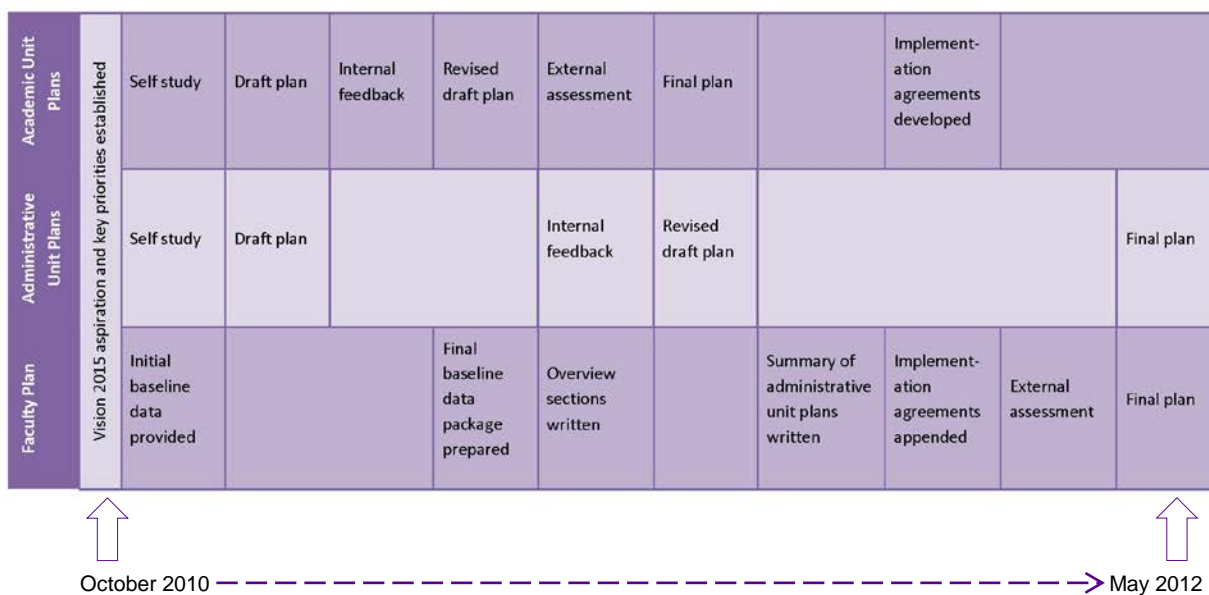 Academic Unit
Plans
Vision 2015 aspiration and key priorities established
Self study
Draft plan
Internal
feedback
Revised
draft plan
External
assessment
Final plan
Implement-
ation
agreements
developed
Administrative
Unit Plans
Self study
Draft plan
Internal
feedback
Revised
draft plan
Final plan
Faculty Plan
Initial
baseline
data
provided
Final
baseline
data
package
prepared
Overview
sections
written
Summary of
administrative
unit plans
written
Implement-
ation
agreements
appended
External
assessment
Final plan
October 2010
May 2012